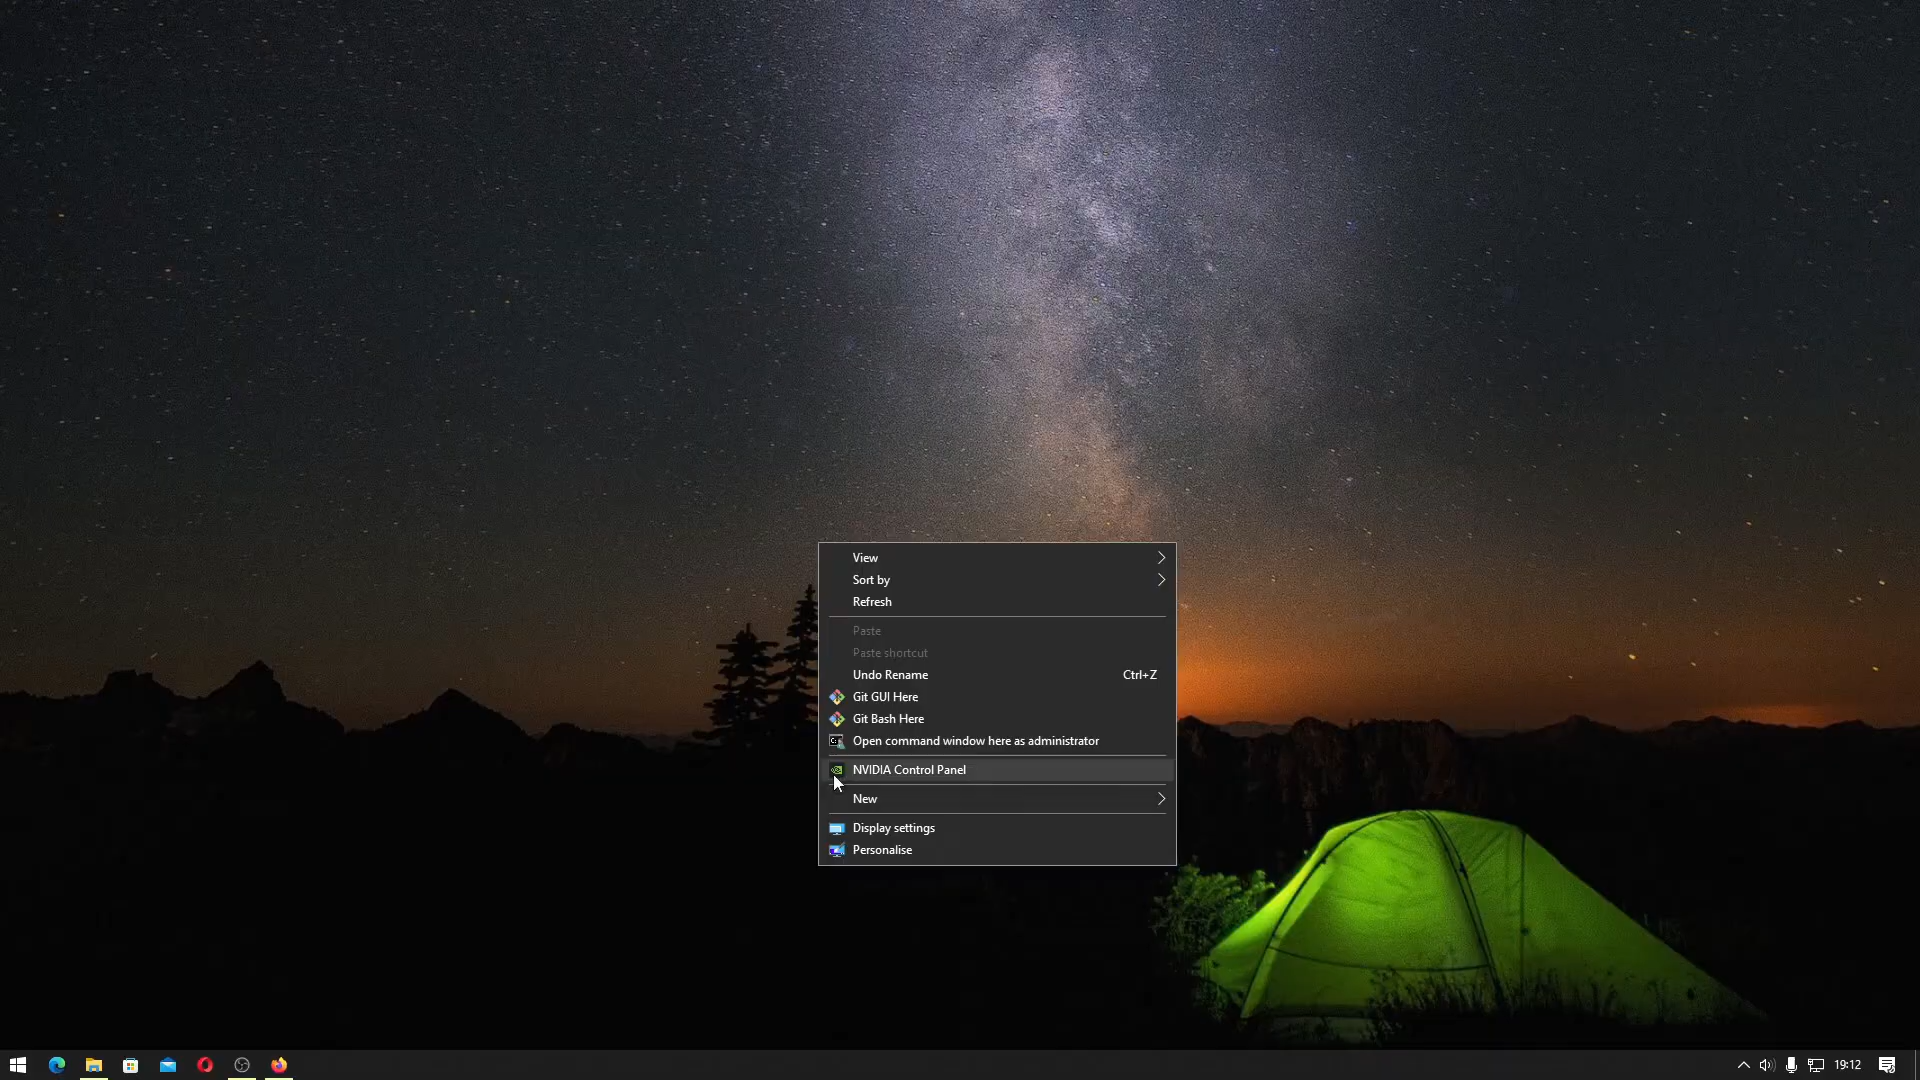 View
Sort by
Refresh
Paste
Paste shortcut
Undo Rename Ctrl+Z
Git GUI Here
Git Bash Here
Open command window here as administrator
NVIDIA Control Panel
New
Display settings
Personalise
19:12